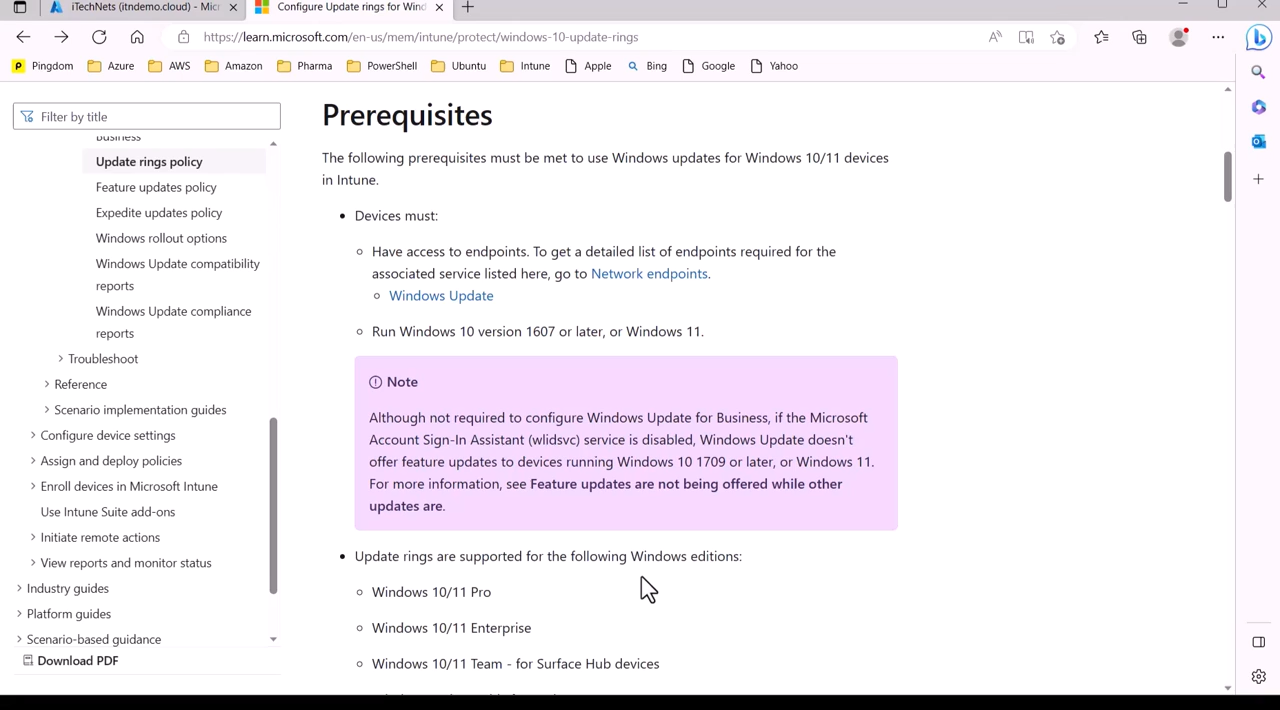 iTechNets (itndemo.cloud) - Micr
Configure Update rings for Wind
https://learn.microsoft.com/en-us/mem/intune/protect/windows-10-update-rings
Pingdom
Azure
AWS
Amazon
Pharma
PowerShell
Ubuntu
Intune
Apple
Bing
Google
Yahoo
Filter by title
Business
Update rings policy
Feature updates policy
Expedite updates policy
Windows rollout options
Windows Update compatibility
reports
Windows Update compliance
reports
Troubleshoot
Reference
Scenario implementation guides
Configure device settings
Assign and deploy policies
Enroll devices in Microsoft Intune
Use Intune Suite add-ons
Initiate remote actions
View reports and monitor status
Industry guides
Platform guides
Scenario-based guidance
Download PDF
Prerequisites
The following prerequisites must be met to use Windows updates for Windows 10/11 devices
in Intune.
• Devices must:
Have access to endpoints. To get a detailed list of endpoints required for the
associated service listed here, go to Network endpoints.
Windows Update
Run Windows 10 version 1607 or later, or Windows 11.
Note
Although not required to configure Windows Update for Business, if the Microsoft
Account Sign-In Assistant (wlidsvc) service is disabled, Windows Update doesn't
offer feature updates to devices running Windows 10 1709 or later, or Windows 11.
For more information, see Feature updates are not being offered while other
updates are.
• Update rings are supported for the following Windows editions:
Windows 10/11 Pro
Windows 10/11 Enterprise
Windows 10/11 Team - for Surface Hub devices